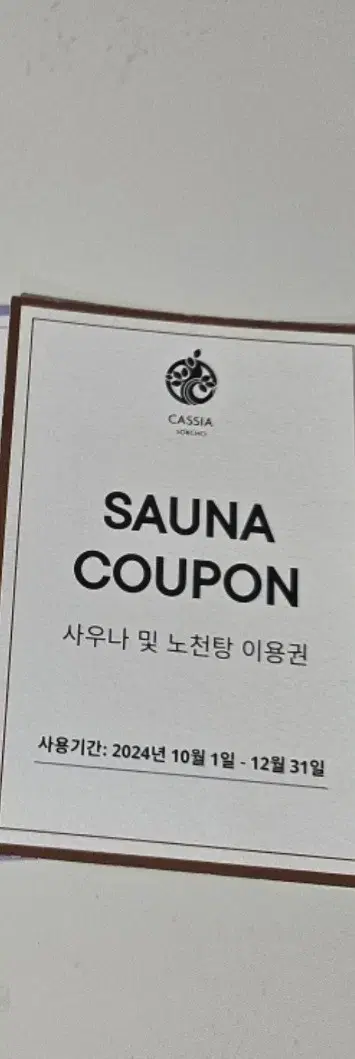 CASSIA
SOKCHO
SAUNA
COUPON
사우나 및 노천탕 이용권
사용기간: 2024년 10월 1일 - 12월 31일